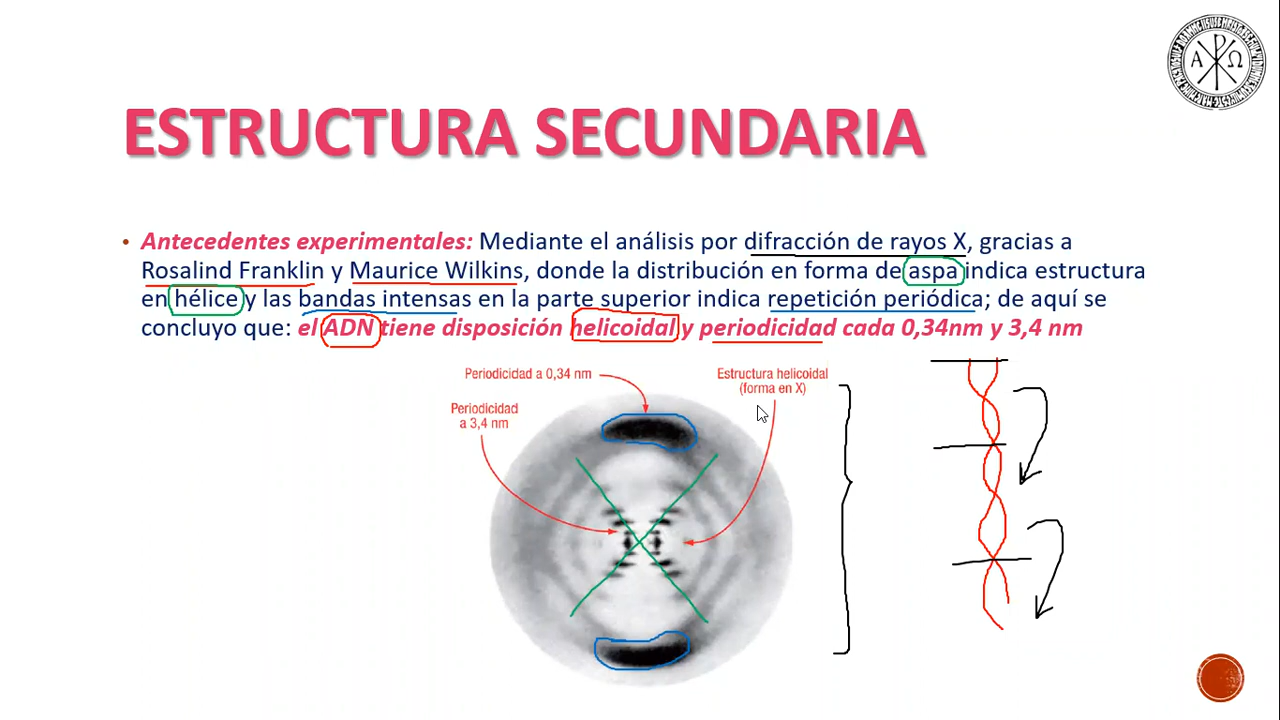 ESTRUCTURA SECUNDARIA
• Antecedentes experimentales: Mediante el análisis por difracción de rayos X, gracias a
Rosalind Franklin y Maurice Wilkins, donde la distribución en forma de aspa indica estructura
en hélice y las bandas intensas en la parte superior indica repetición periódica; de aquí se
concluyo que: el ADN tiene disposición helicoidal y periodicidad cada 0,34nm y 3,4 nm
Periodicidad a 0,34 nm
Estructura helicoidal
(forma en X)
Periodicidad
a 3,4 nm
A Ω